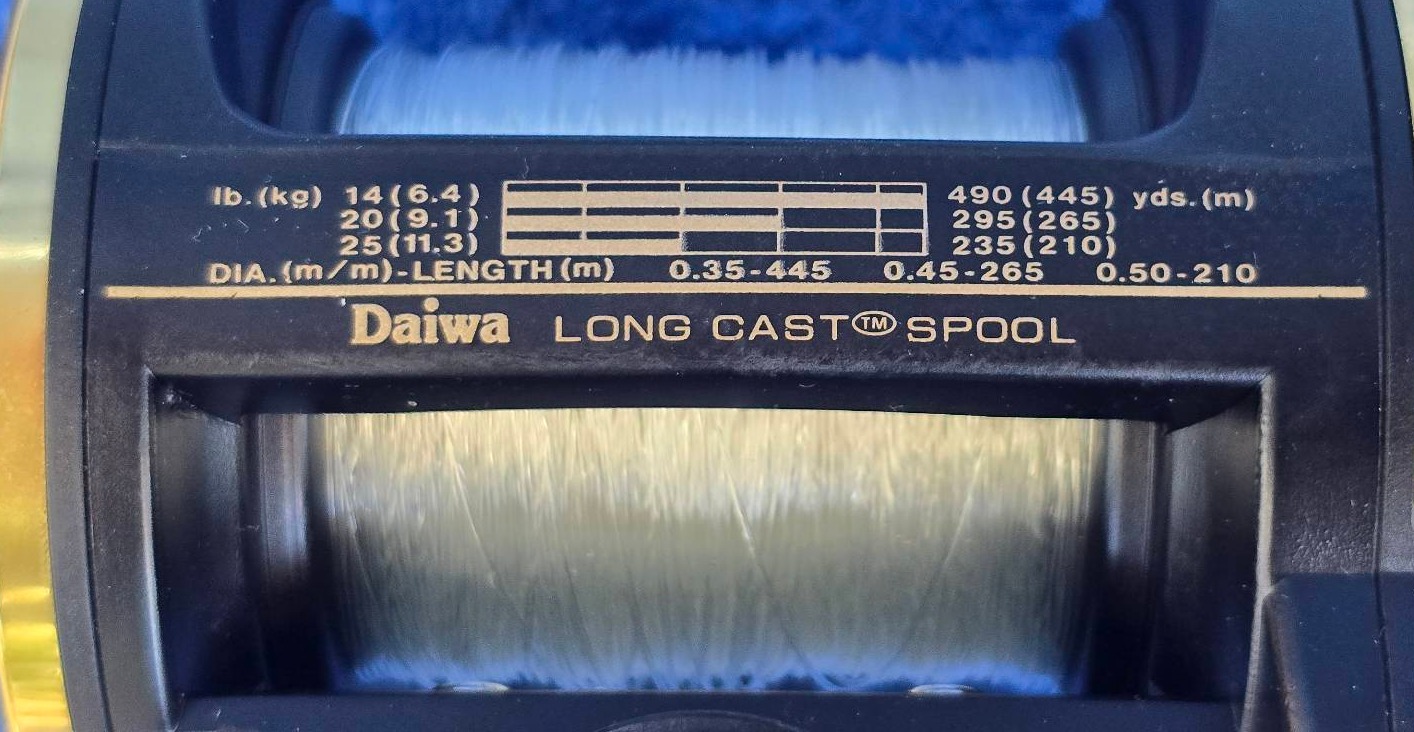 lb.(kg) 14(6.4) 490(445) yds.(m)
20(9.1) 295(265)
25(11.3) 235(210)
DIA.(m/m)-LENGTH(m) 0.35-445 0.45-265 0.50-210
Daiwa LONG CAST™ SPOOL